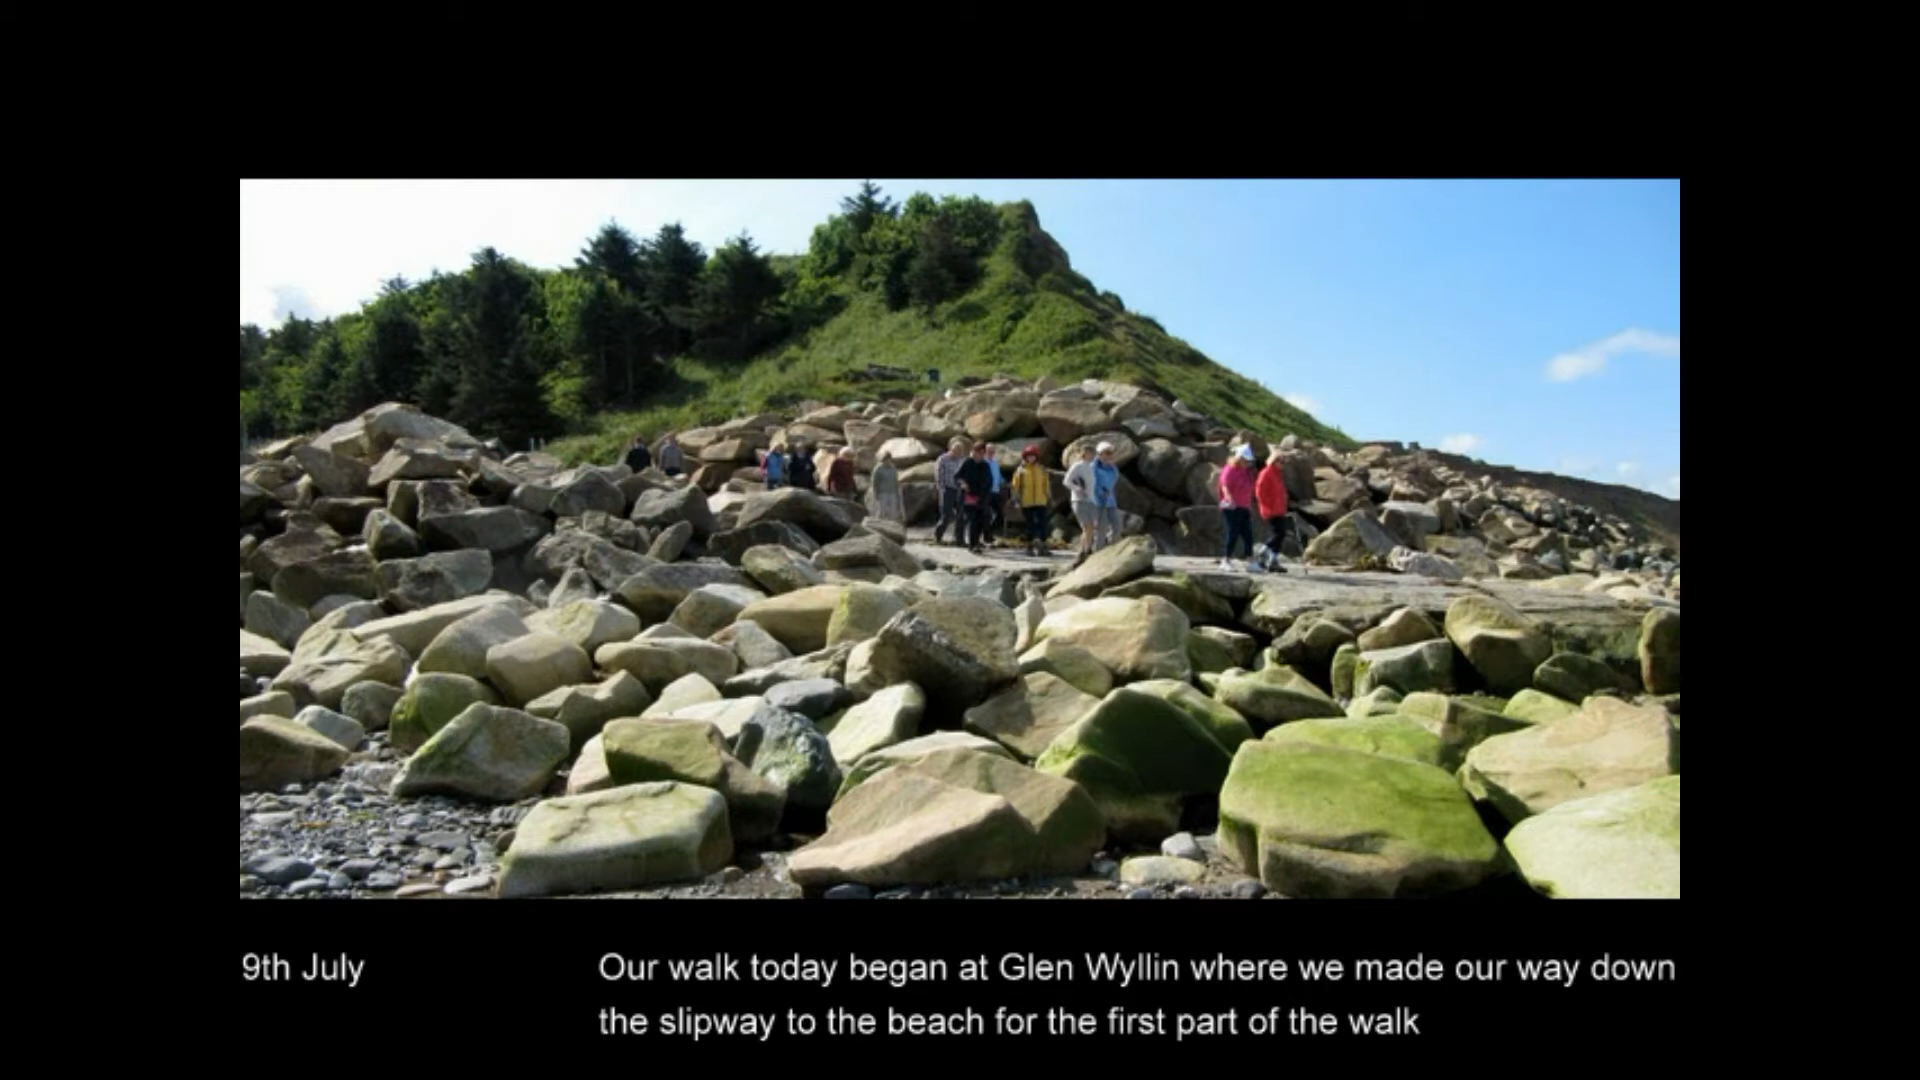 9th July
Our walk today began at Glen Wyllin where we made our way down
the slipway to the beach for the first part of the walk